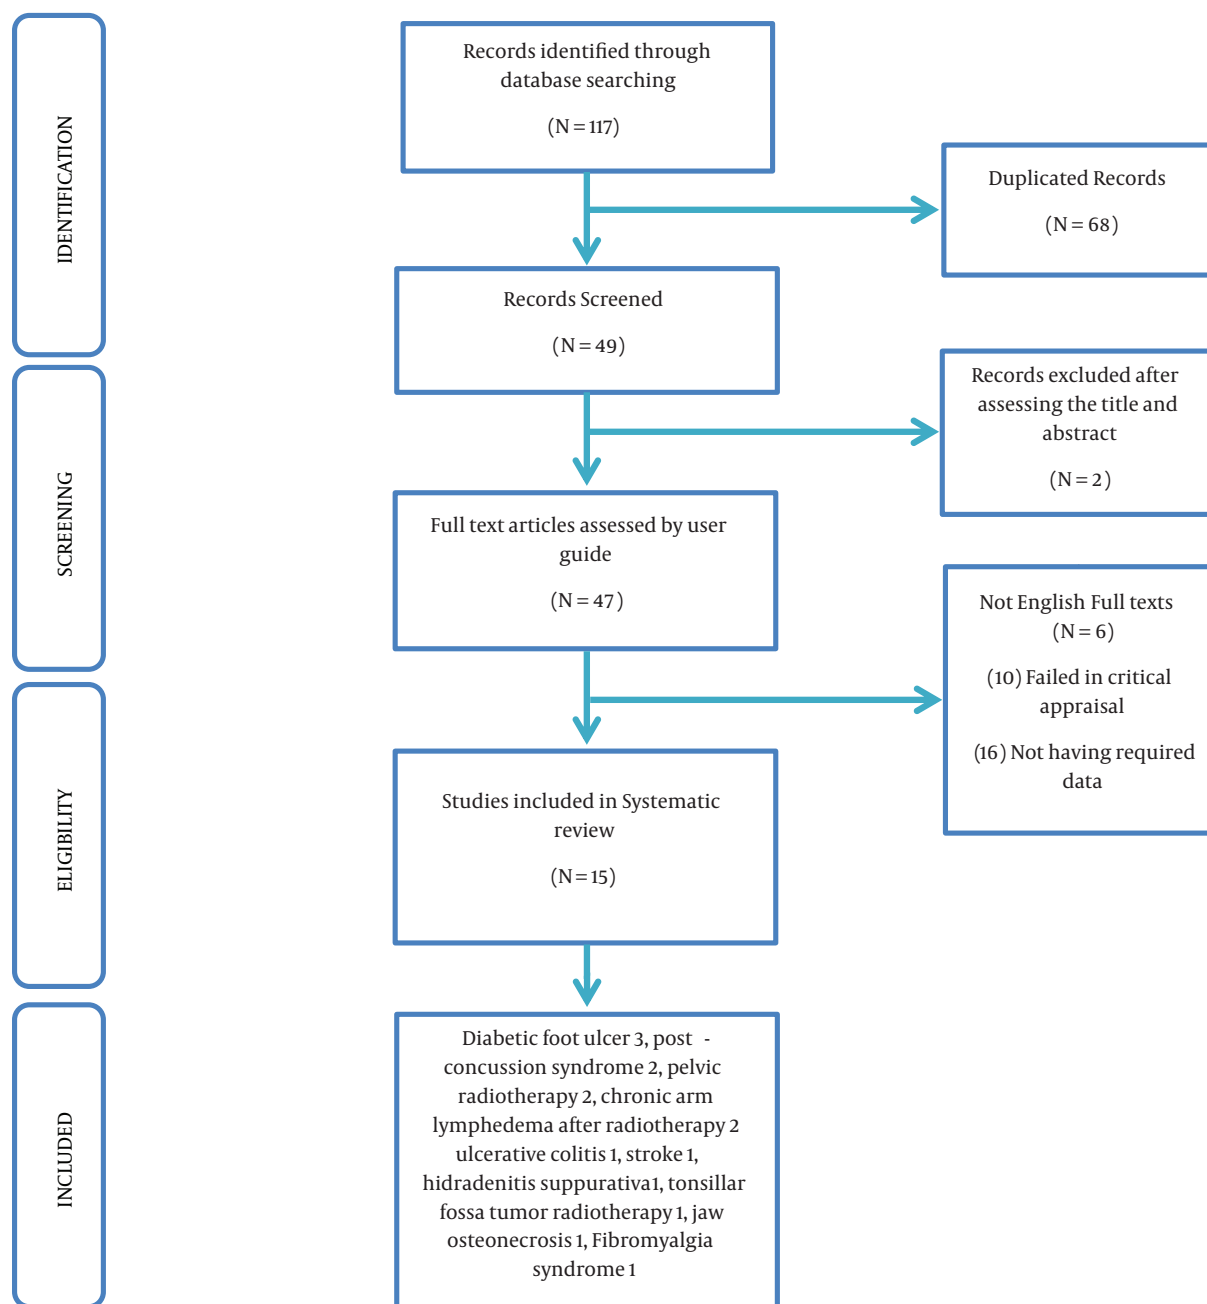 IDENTIFICATION
Records identified through
database searching
(N = 117)
Duplicated Records
(N = 68)
Records Screened
(N = 49)
SCREENING
Records excluded after
assessing the title and
abstract
(N = 2)
Full text articles assessed by user
guide
(N = 47)
Not English Full texts
(N = 6)
(10) Failed in critical
appraisal
(16) Not having required
data
ELIGIBILITY
Studies included in Systematic
review
(N = 15)
INCLUDED
Diabetic foot ulcer 3, post -
concussion syndrome 2, pelvic
radiotherapy 2, chronic arm
lymphedema after radiotherapy 2
ulcerative colitis 1, stroke 1,
hidradenitis suppurativa1, tonsillar
fossa tumor radiotherapy 1, jaw
osteonecrosis 1, Fibromyalgia
syndrome 1